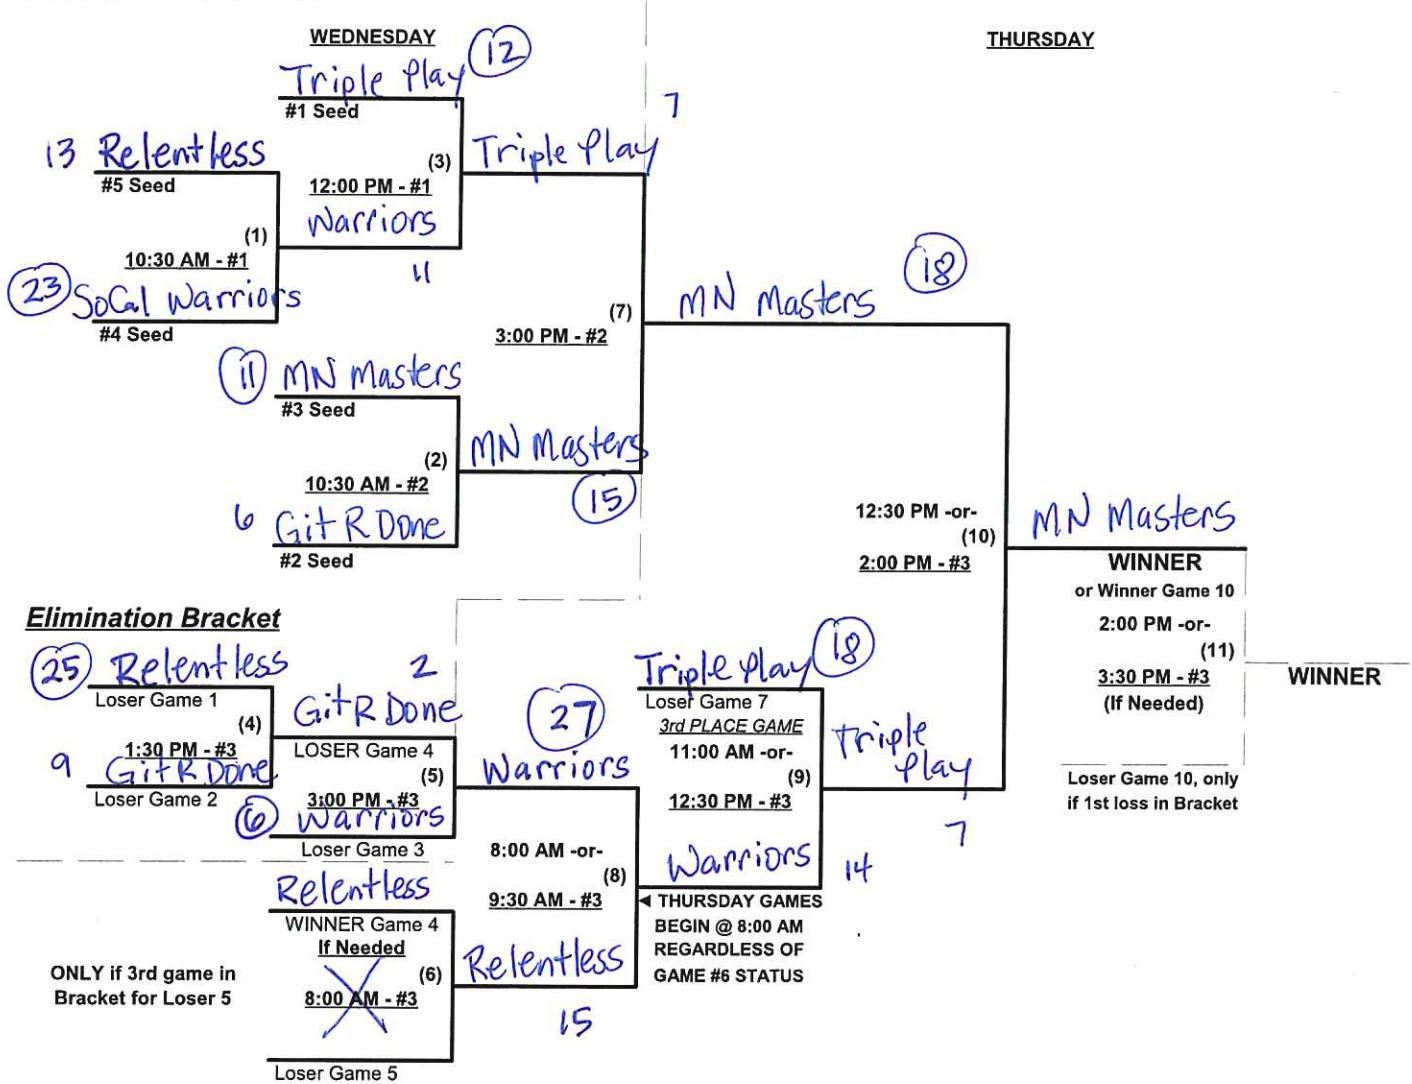 WEDNESDAY
THURSDAY
12
Triple Play
#1 Seed
7
13 Relentless
#5 Seed
(3)
12:00 PM - #1
Triple Play
Warriors
11
(1)
10:30 AM - #1
23 SoCal Warriors
#4 Seed
(7)
3:00 PM - #2
MN Masters
18
11 MN Masters
#3 Seed
(2)
10:30 AM - #2
MN Masters
15
6 Git R Done
#2 Seed
12:30 PM -or-
(10)
2:00 PM - #3
MN Masters
WINNER
or Winner Game 10
2:00 PM -or-
(11)
3:30 PM - #3
(If Needed)
WINNER
Loser Game 10, only
if 1st loss in Bracket
Elimination Bracket
25 Relentless
Loser Game 1
(4)
1:30 PM - #3
9 Git R Done
Loser Game 2
2
Git R Done
LOSER Game 4
(5)
3:00 PM - #3
6 Warriors
Loser Game 3
27
Warriors
8:00 AM -or-
(8)
9:30 AM - #3
Triple Play 18
Loser Game 7
3rd PLACE GAME
11:00 AM -or-
(9)
12:30 PM - #3
Triple
Play
7
Warriors
14
◄ THURSDAY GAMES
BEGIN @ 8:00 AM
REGARDLESS OF
GAME #6 STATUS
Relentless
WINNER Game 4
If Needed
(6)
8:00 AM - #3
Relentless
15
ONLY if 3rd game in
Bracket for Loser 5
Loser Game 5